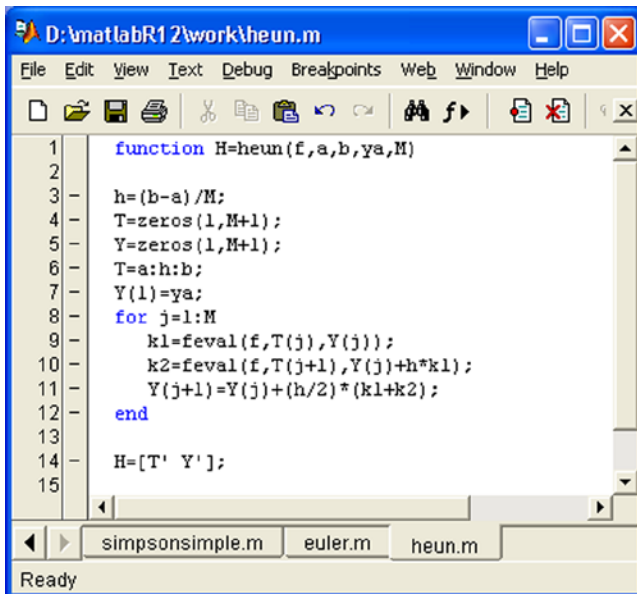 D:\matlabR12\work\heun.m
File Edit View Text Debug Breakpoints Web Window Help
1 function H=heun(f,a,b,ya,M)
2
3 – h=(b-a)/M;
4 – T=zeros(1,M+1);
5 – Y=zeros(1,M+1);
6 – T=a:h:b;
7 – Y(1)=ya;
8 – for j=1:M
9 – k1=feval(f,T(j),Y(j));
10 – k2=feval(f,T(j+1),Y(j)+h*k1);
11 – Y(j+1)=Y(j)+(h/2)*(k1+k2);
12 – end
13
14 – H=[T' Y'];
15
simpsonsimple.m euler.m heun.m
Ready